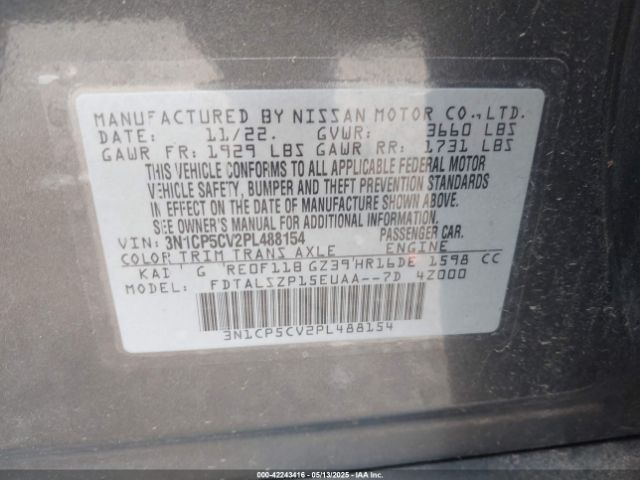 MANUFACTURED BY NISSAN MOTOR CO., LTD.
DATE: 11/22. GVWR: 3660 LBS
GAWR FR: 1929 LBS GAWR RR: 1731 LBS
THIS VEHICLE CONFORMS TO ALL APPLICABLE FEDERAL MOTOR
VEHICLE SAFETY, BUMPER AND THEFT PREVENTION STANDARDS
IN EFFECT ON THE DATE OF MANUFACTURE SHOWN ABOVE.
SEE OWNER'S MANUAL FOR ADDITIONAL INFORMATION.
VIN: 3N1CP5CV2PL488154 PASSENGER CAR.
COLOR TRIM TRANS AXLE ENGINE
KAD G RE0F11B GZ39 HR16DE 1598 CC
MODEL: FDTALSZP15EUAA--7D 4Z000
3N1CP5CV2PL488154
© 42243416 - 05/13/2025 - IAAI.COM